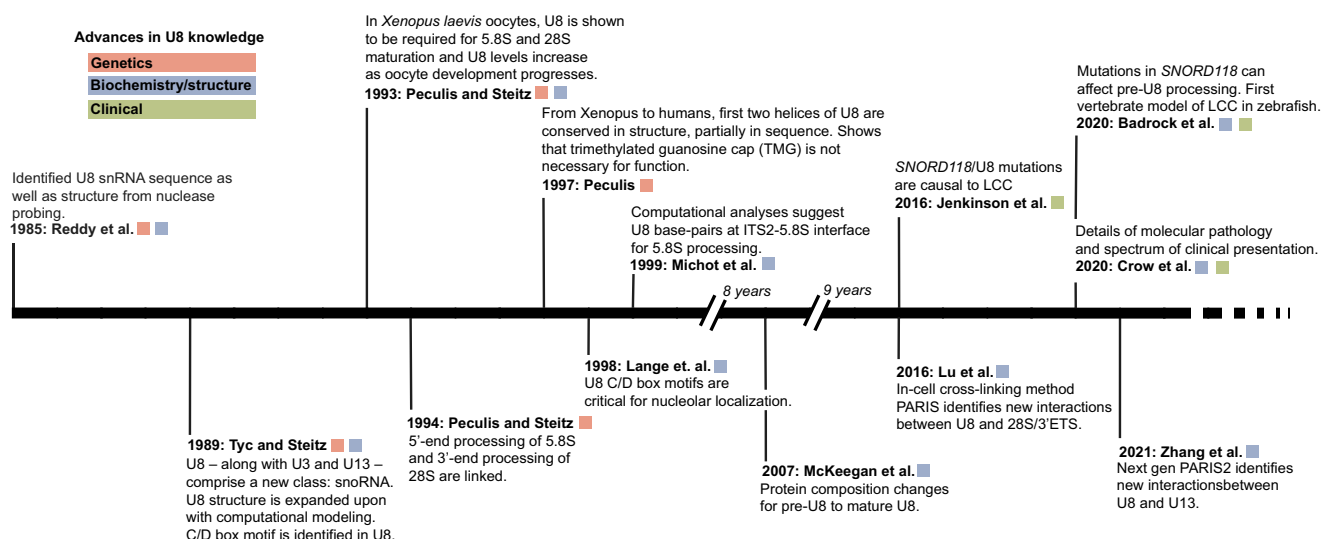 Advances in U8 knowledge
Genetics
Biochemistry/structure
Clinical
Identified U8 snRNA sequence as
well as structure from nuclease
probing.
1985: Reddy et al.
1989: Tyc and Steitz
U8 – along with U3 and U13 –
comprise a new class: snoRNA.
U8 structure is expanded upon
with computational modeling.
C/D box motif is identified in U8.
In Xenopus laevis oocytes, U8 is shown
to be required for 5.8S and 28S
maturation and U8 levels increase
as oocyte development progresses.
1993: Peculis and Steitz
1994: Peculis and Steitz
5’-end processing of 5.8S
and 3’-end processing of
28S are linked.
From Xenopus to humans, first two helices of U8 are
conserved in structure, partially in sequence. Shows
that trimethylated guanosine cap (TMG) is not
necessary for function.
1997: Peculis
1998: Lange et. al.
U8 C/D box motifs are
critical for nucleolar localization.
Computational analyses suggest
U8 base-pairs at ITS2-5.8S interface
for 5.8S processing.
1999: Michot et al.
8 years
2007: McKeegan et al.
Protein composition changes
for pre-U8 to mature U8.
9 years
SNORD118/U8 mutations
are causal to LCC
2016: Jenkinson et al.
2016: Lu et al.
In-cell cross-linking method
PARIS identifies new interactions
between U8 and 28S/3’ETS.
Mutations in SNORD118 can
affect pre-U8 processing. First
vertebrate model of LCC in zebrafish.
2020: Badrock et al.
Details of molecular pathology
and spectrum of clinical presentation.
2020: Crow et al.
2021: Zhang et al.
Next gen PARIS2 identifies
new interactionsbetween
U8 and U13.